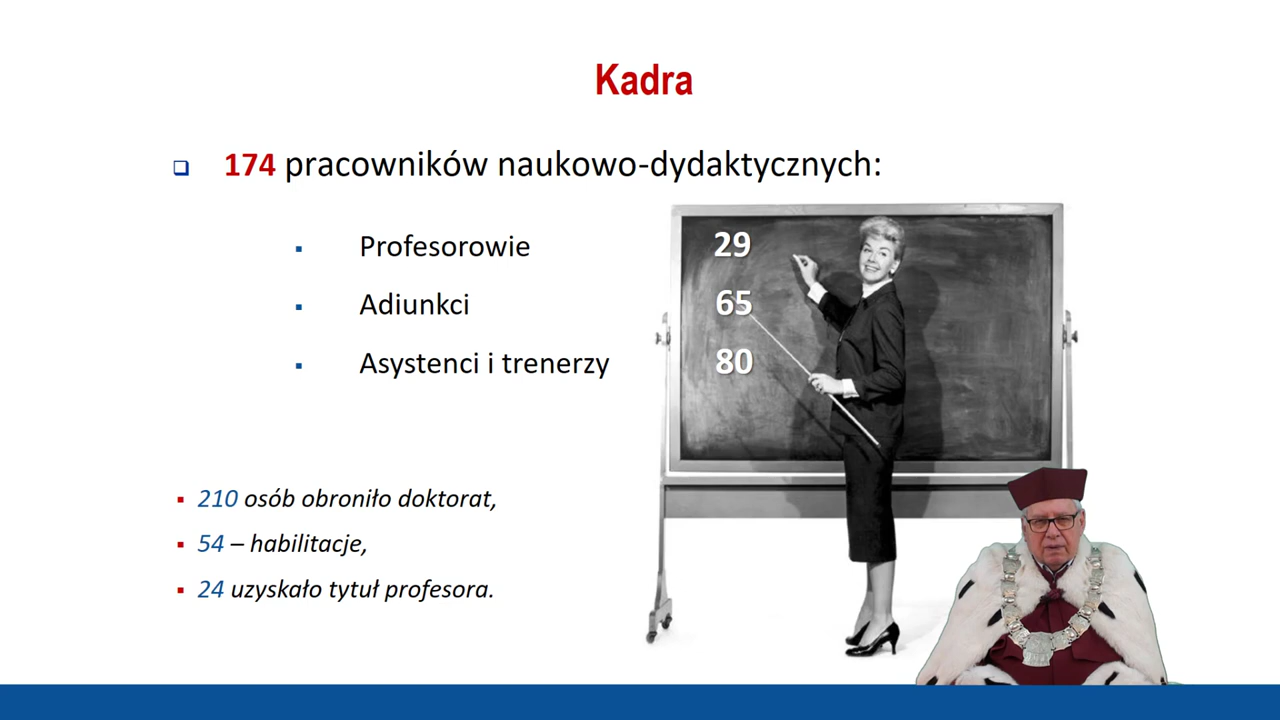 Kadra
174 pracowników naukowo-dydaktycznych:
Profesorowie 29
Adiunkci 65
Asystenci i trenerzy 80
210 osób obroniło doktorat,
54 – habilitacje,
24 uzyskało tytuł profesora.